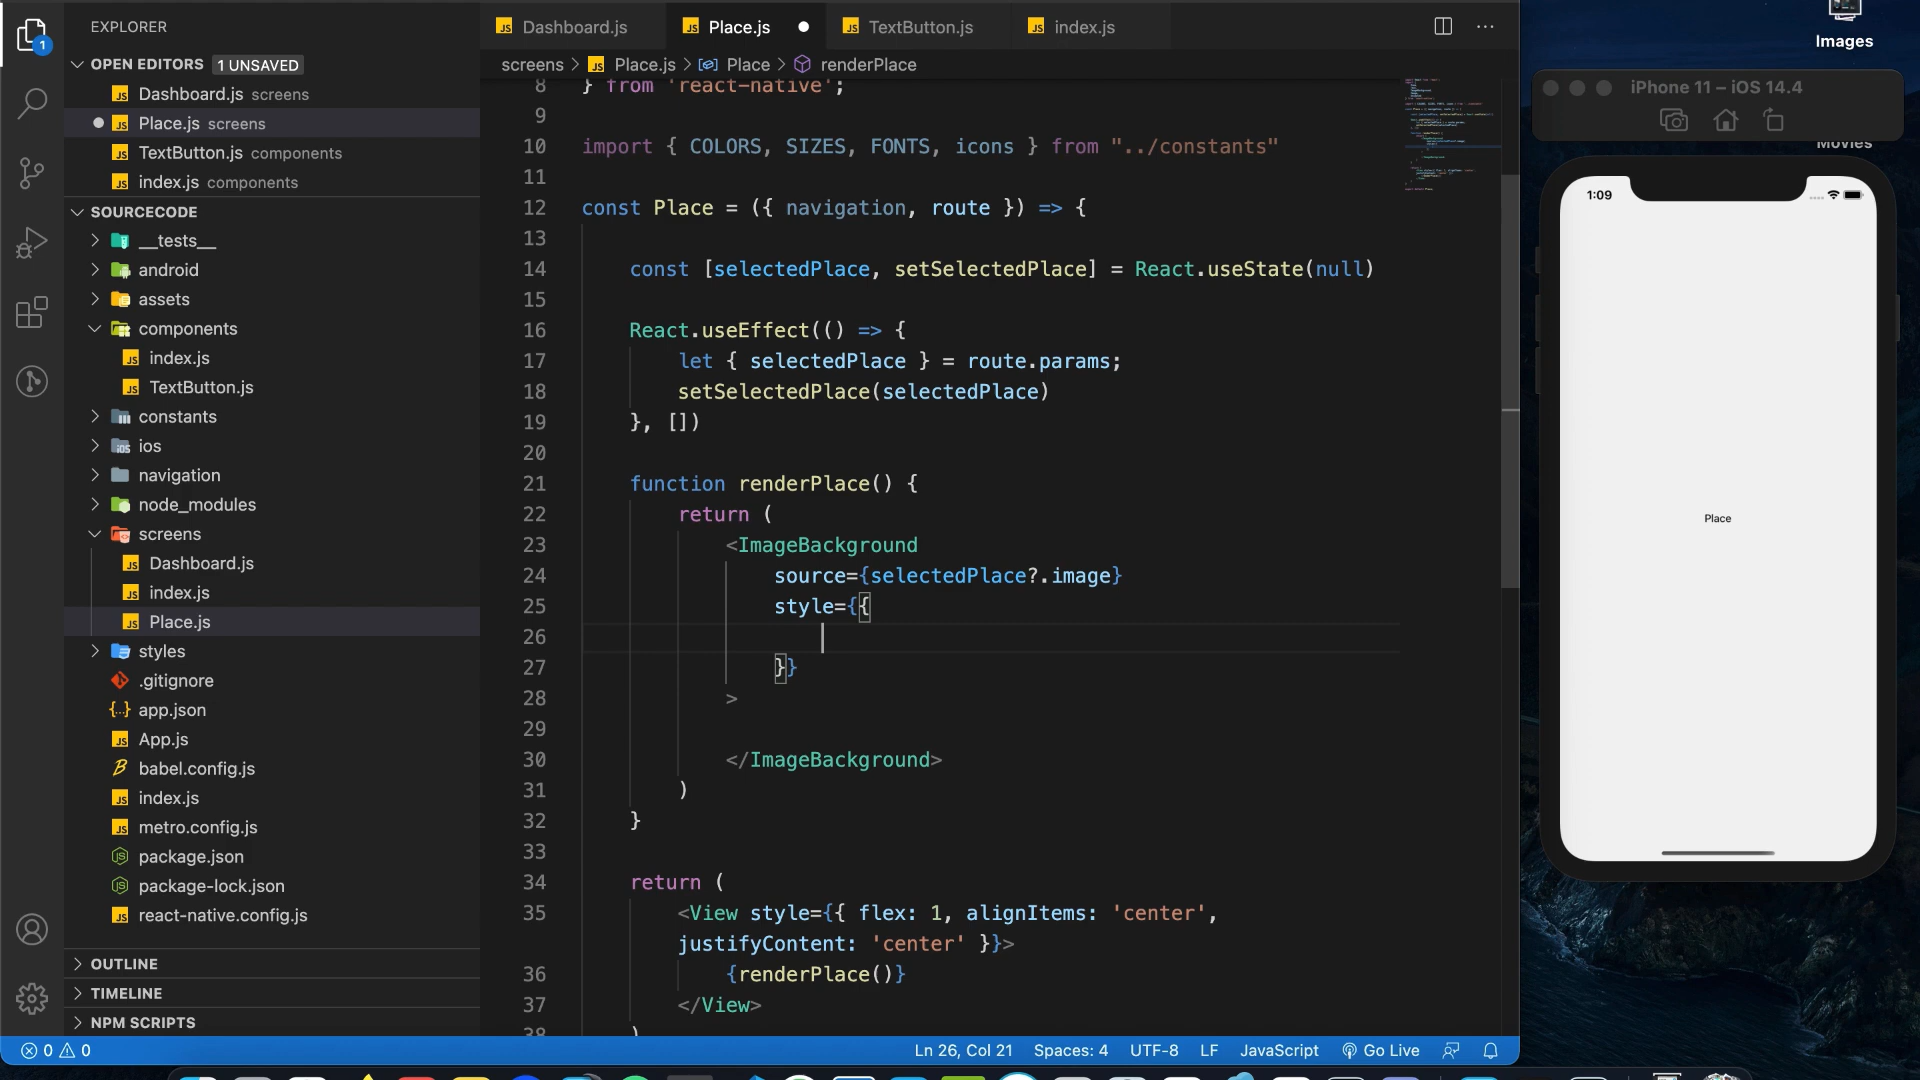 EXPLORER
OPEN EDITORS 1 UNSAVED
Dashboard.js screens
Place.js screens
TextButton.js components
index.js components
SOURCECODE
__tests__
android
assets
components
index.js
TextButton.js
constants
ios
navigation
node_modules
screens
Dashboard.js
index.js
Place.js
styles
.gitignore
app.json
App.js
babel.config.js
index.js
metro.config.js
package.json
package-lock.json
react-native.config.js
OUTLINE
TIMELINE
NPM SCRIPTS
1
Dashboard.js
Place.js
TextButton.js
index.js
screens > Place.js > Place > renderPlace
8 } from 'react-native';
9
10 import { COLORS, SIZES, FONTS, icons } from "../constants"
11
12 const Place = ({ navigation, route }) => {
13
14 const [selectedPlace, setSelectedPlace] = React.useState(null)
15
16 React.useEffect(() => {
17 let { selectedPlace } = route.params;
18 setSelectedPlace(selectedPlace)
19 }, [])
20
21 function renderPlace() {
22 return (
23 <ImageBackground
24 source={selectedPlace?.image}
25 style={{
26
27 }}
28 >
29
30 </ImageBackground>
31 )
32 }
33
34 return (
35 <View style={{ flex: 1, alignItems: 'center',
justifyContent: 'center' }}>
36 {renderPlace()}
37 </View>
38 )
0 0
Ln 26, Col 21 Spaces: 4 UTF-8 LF JavaScript Go Live
Images
iPhone 11 – iOS 14.4
Movies
1:09
Place